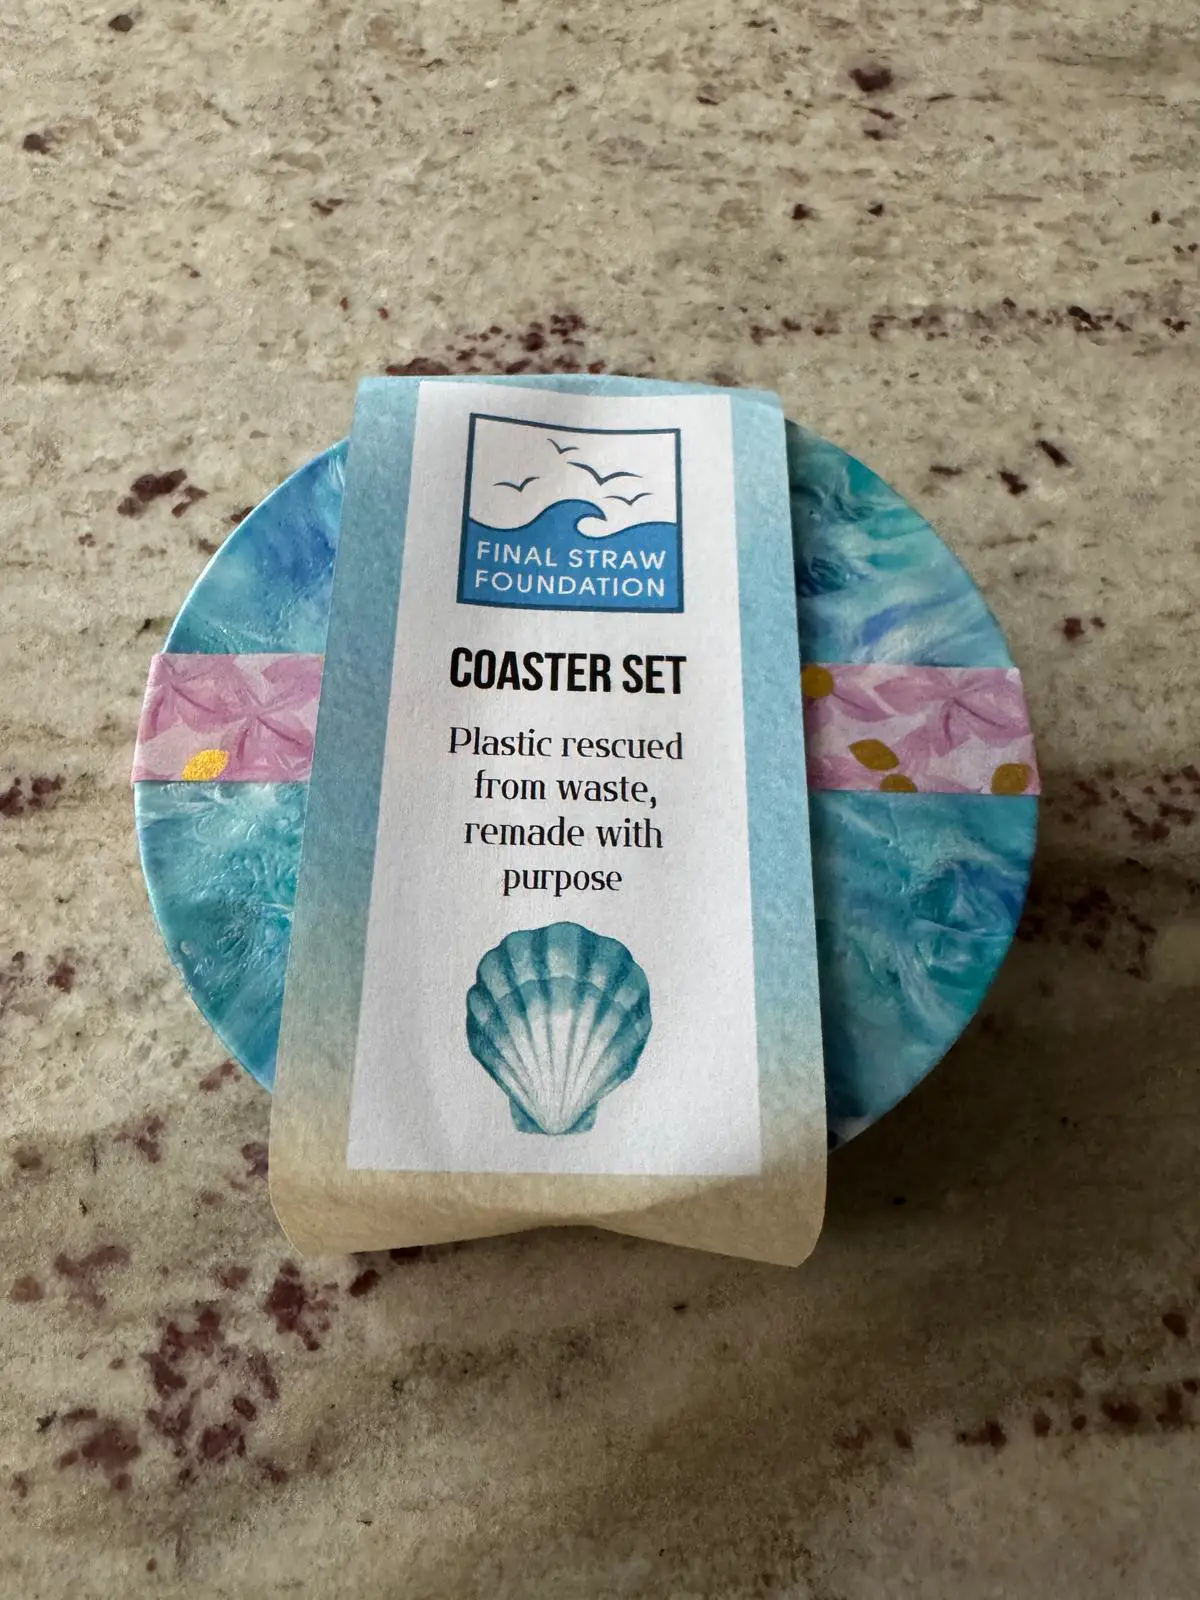 FINAL STRAW
FOUNDATION
COASTER SET
Plastic rescued
from waste,
remade with
purpose